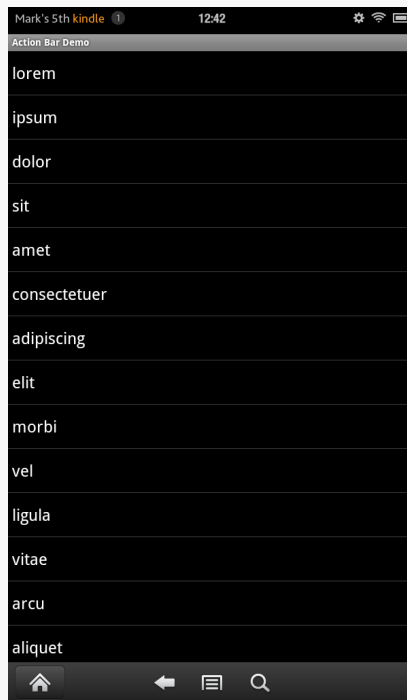 Mark's 5th kindle 1 12:42
Action Bar Demo
lorem
ipsum
dolor
sit
amet
consectetuer
adipiscing
elit
morbi
vel
ligula
vitae
arcu
aliquet